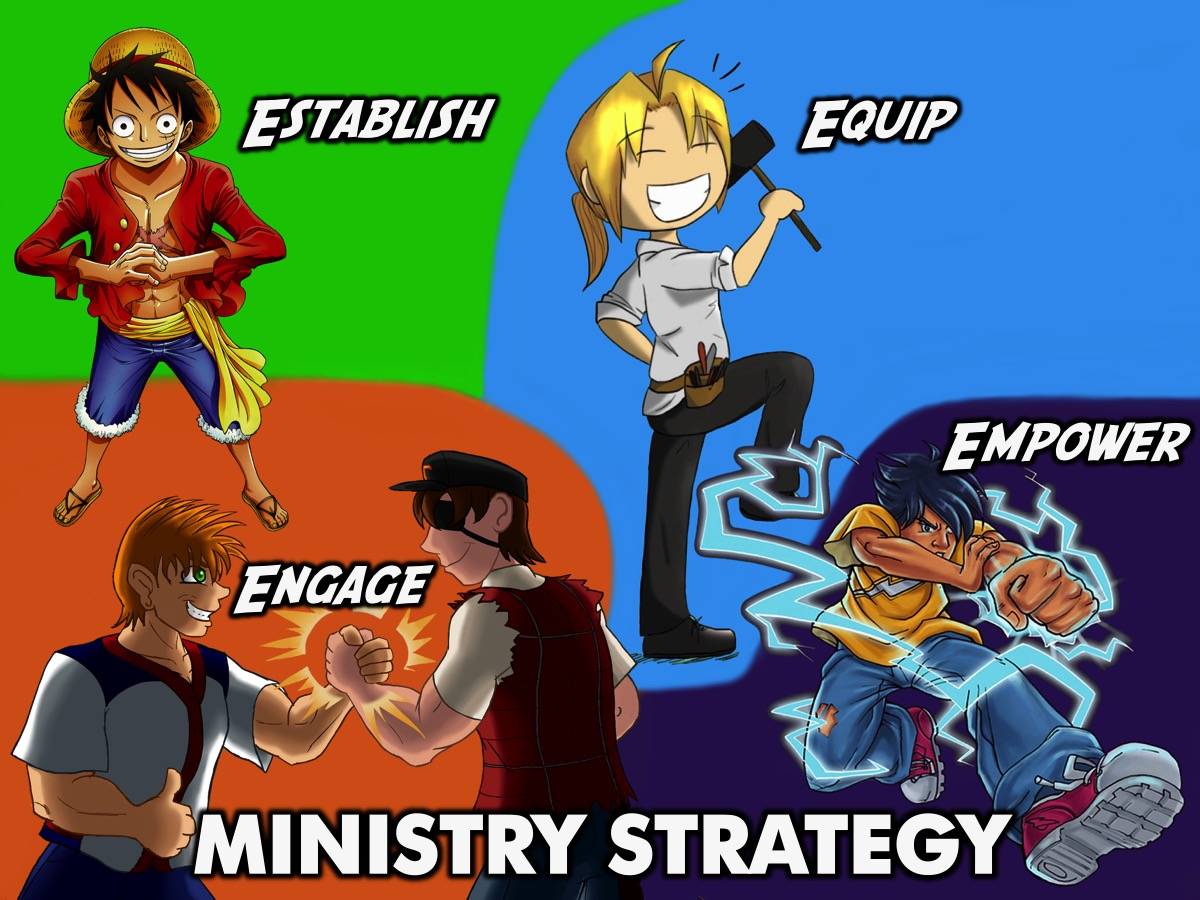 Establish
Equip
Engage
Empower
MINISTRY STRATEGY